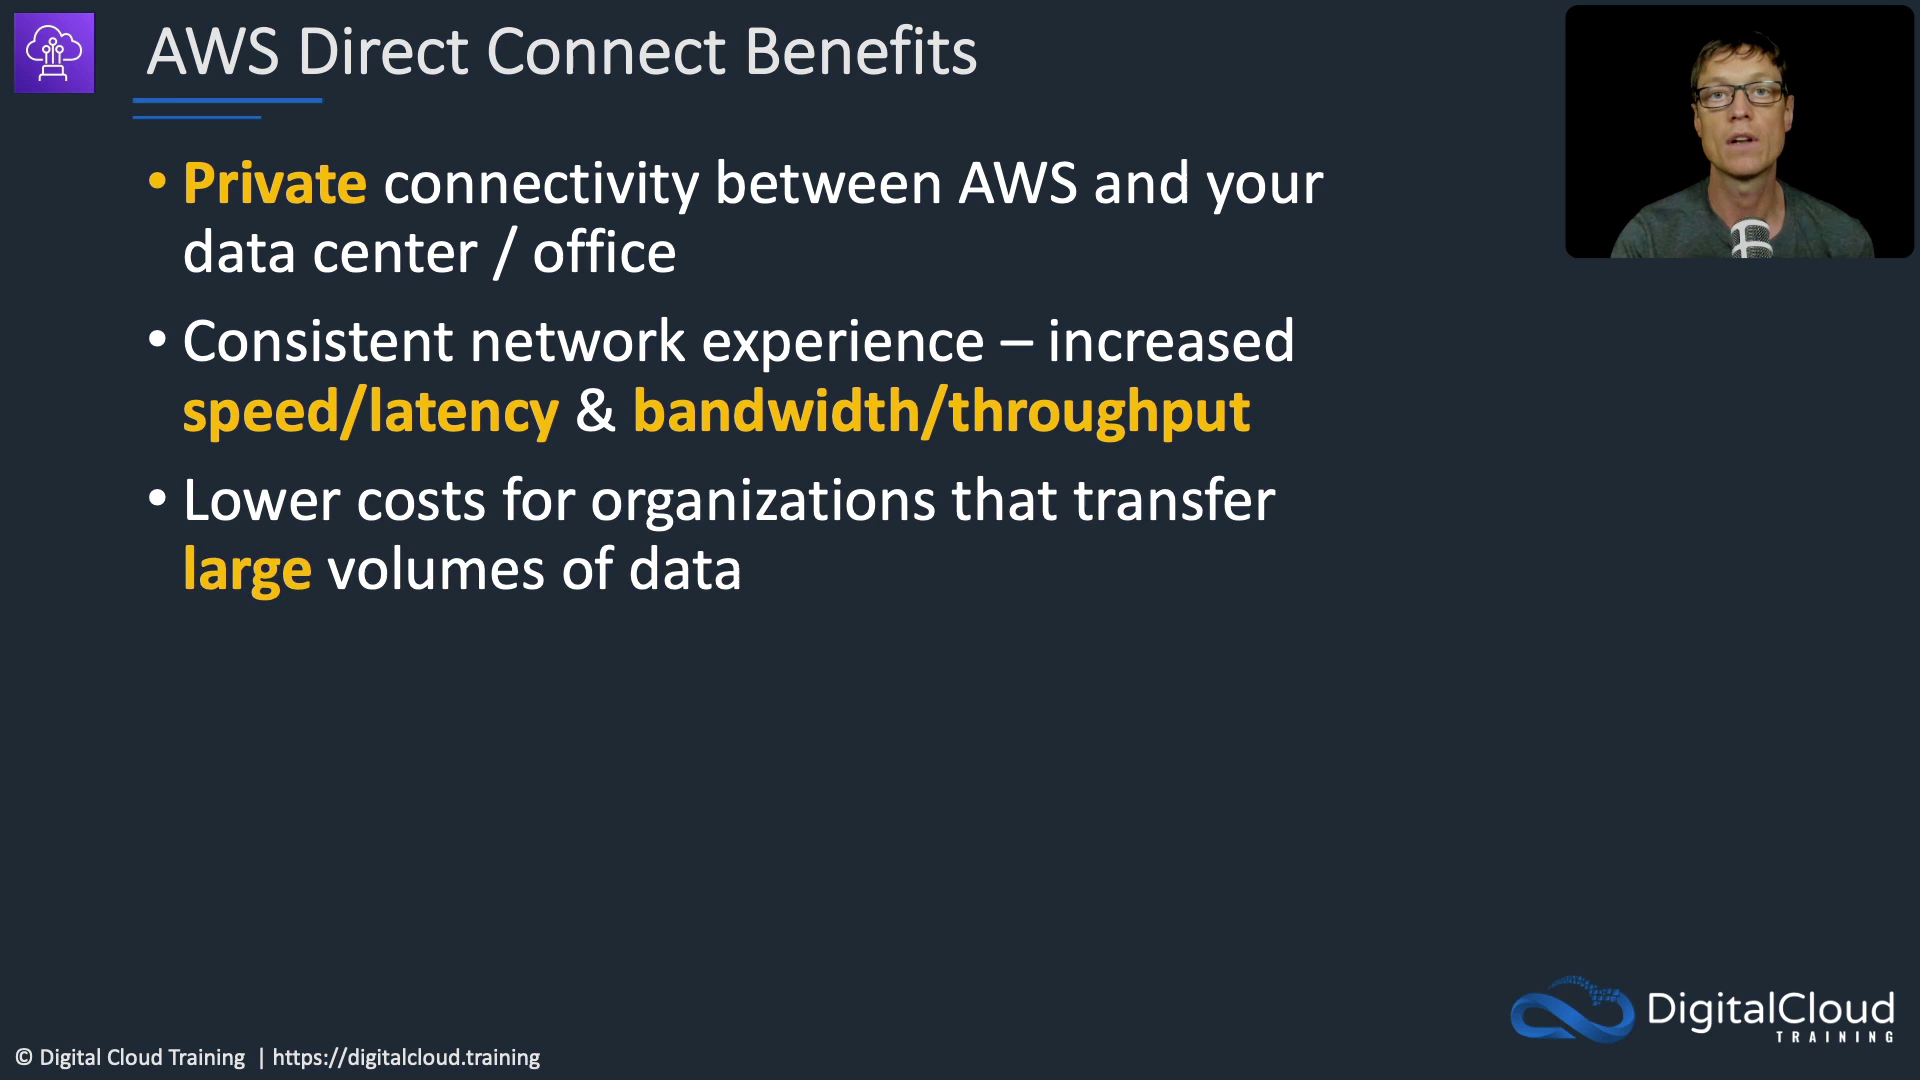 AWS Direct Connect Benefits
• Private connectivity between AWS and your
data center / office
• Consistent network experience – increased
speed/latency & bandwidth/throughput
• Lower costs for organizations that transfer
large volumes of data
DigitalCloud
TRAINING
© Digital Cloud Training | https://digitalcloud.training